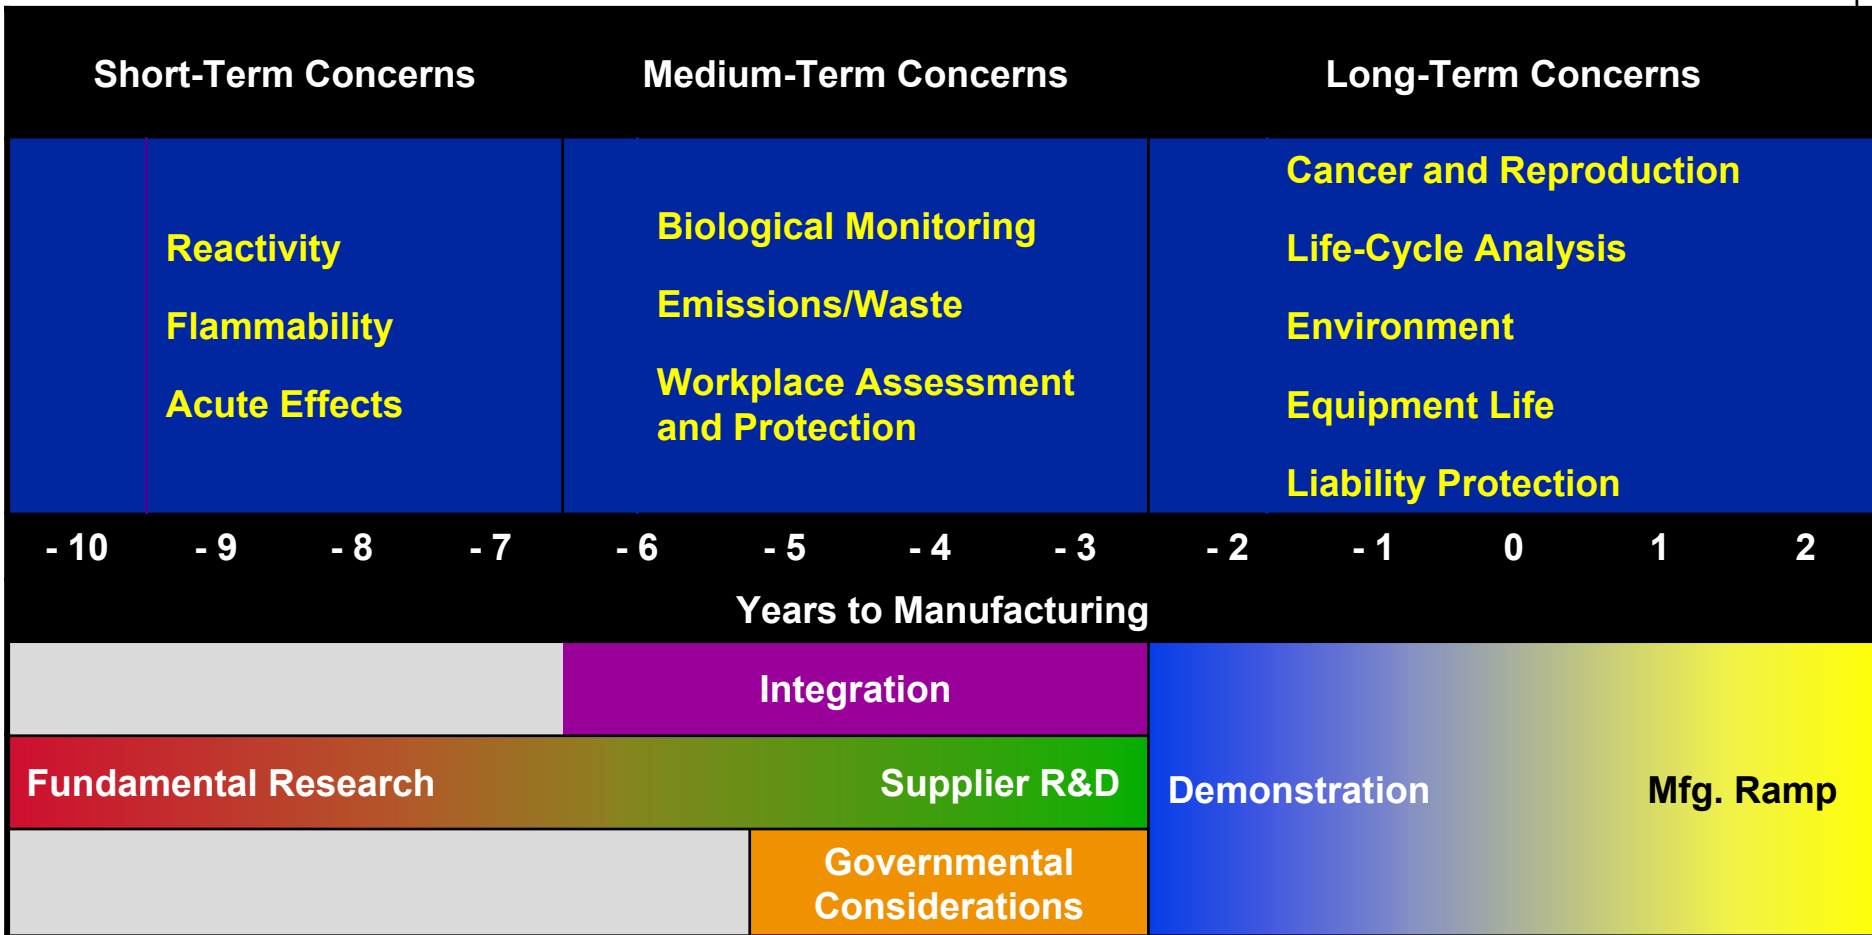 Short-Term Concerns
Medium-Term Concerns
Long-Term Concerns
Reactivity
Flammability
Acute Effects
Biological Monitoring
Emissions/Waste
Workplace Assessment
and Protection
Cancer and Reproduction
Life-Cycle Analysis
Environment
Equipment Life
Liability Protection
- 10 - 9 - 8 - 7 - 6 - 5 - 4 - 3 - 2 - 1 0 1 2
Years to Manufacturing
Integration
Fundamental Research
Supplier R&D
Governmental
Considerations
Demonstration
Mfg. Ramp